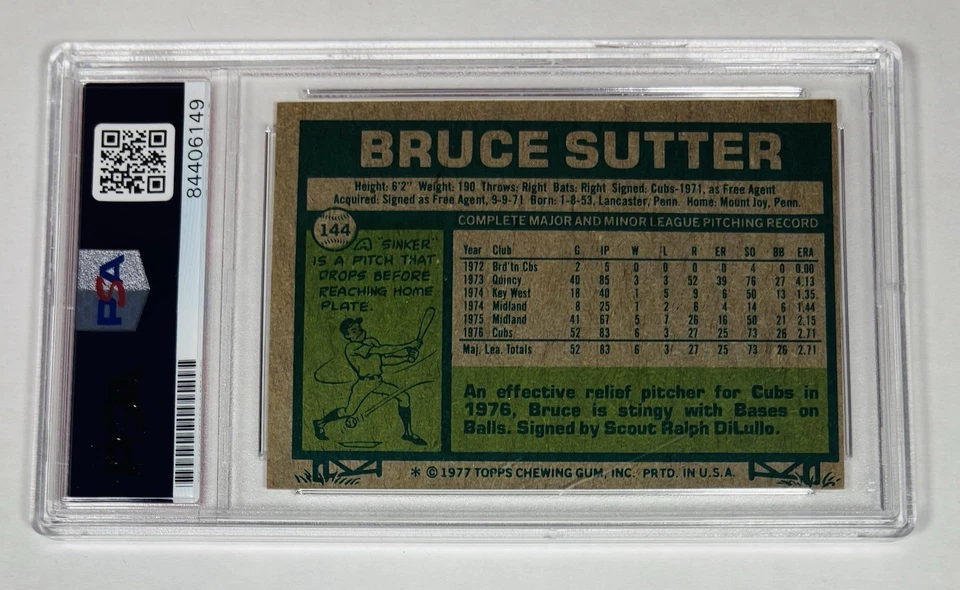 84406149
PSA
BRUCE SUTTER
Height: 6'2" Weight: 190 Throws: Right Bats: Right Signed: Cubs-1971, as Free Agent
Acquired: Signed as Free Agent, 9-9-71 Born: 1-8-53, Lancaster, Penn. Home: Mount Joy, Penn.
COMPLETE MAJOR AND MINOR LEAGUE PITCHING RECORD
144
A "SINKER"
IS A PITCH THAT
DROPS BEFORE
REACHING HOME
PLATE.
Year Club G IP W L R ER SO BB ERA
1972 Brd'tn Cbs 2 5 0 0 0 0 4 0 0.00
1973 Quincy 40 85 3 3 52 39 76 27 4.13
1974 Key West 18 40 1 5 9 6 50 13 1.35
1974 Midland 8 25 1 2 6 4 14 6 1.44
1975 Midland 41 67 5 7 26 16 50 21 2.15
1976 Cubs 52 83 6 3 27 25 73 26 2.71
Maj. Lea. Totals 52 83 6 3 27 25 73 26 2.71
An effective relief pitcher for Cubs in
1976, Bruce is stingy with Bases on
Balls. Signed by Scout Ralph DiLullo.
* © 1977 TOPPS CHEWING GUM, INC. PRTD. IN U.S.A.